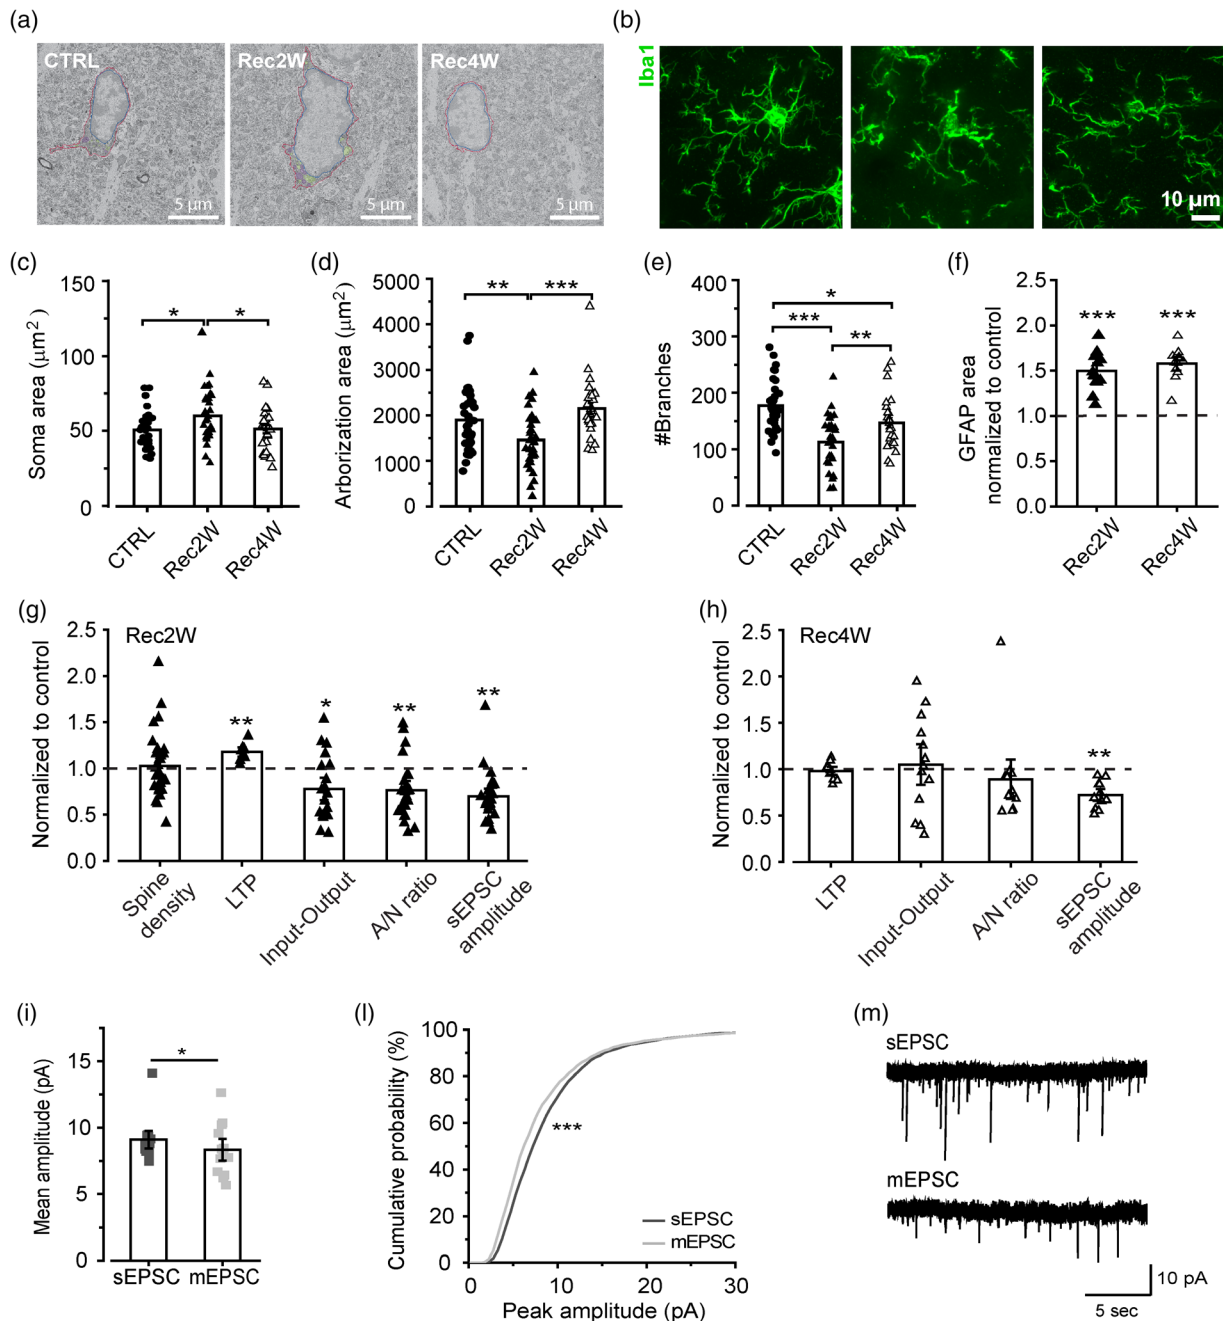 (a)
CTRL
Rec2W
Rec4W
5 µm
5 µm
5 µm
(b)
Iba1
10 µm
(c)
Soma area (µm²)
150
100
50
0
*
*
CTRL
Rec2W
Rec4W
(d)
Arborization area (µm²)
5000
4000
3000
2000
1000
0
**
***
CTRL
Rec2W
Rec4W
(e)
#Branches
400
300
200
100
0
*
***
**
CTRL
Rec2W
Rec4W
(f)
GFAP area
normalized to control
2.5
2.0
1.5
1.0
0.5
0.0
***
***
Rec2W
Rec4W
(g)
Rec2W
Normalized to control
2.5
2.0
1.5
1.0
0.5
0.0
**
*
**
**
Spine
density
LTP
Input-Output
A/N ratio
sEPSC
amplitude
(h)
Rec4W
Normalized to control
2.5
2.0
1.5
1.0
0.5
0.0
**
LTP
Input-Output
A/N ratio
sEPSC
amplitude
(i)
Mean amplitude (pA)
15
10
5
0
*
sEPSC
mEPSC
(l)
Cumulative probability (%)
100
80
60
40
20
0
***
sEPSC
mEPSC
0
10
20
30
Peak amplitude (pA)
(m)
sEPSC
mEPSC
10 pA
5 sec